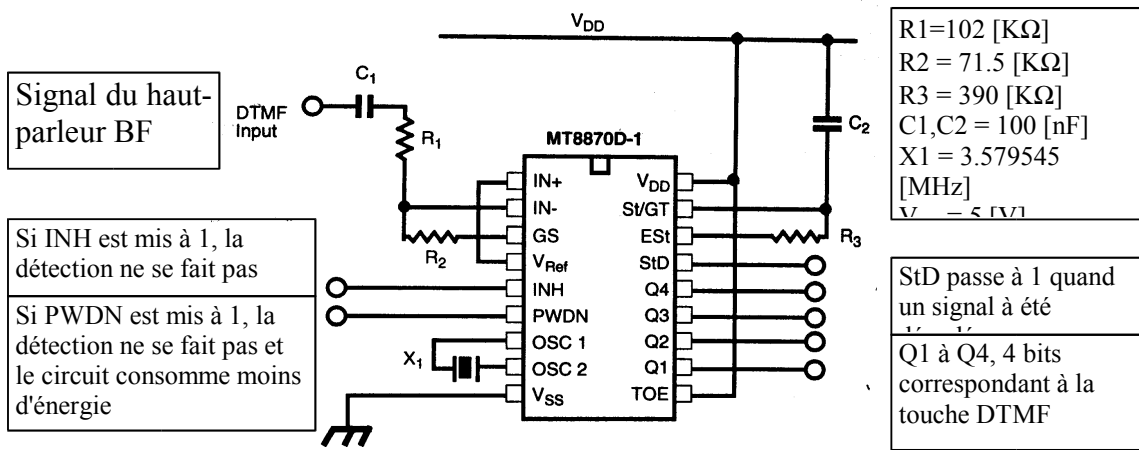 V_DD
Signal du haut-
parleur BF
DTMF
Input
C1
R1
R2
Si INH est mis à 1, la
détection ne se fait pas
Si PWDN est mis à 1, la
détection ne se fait pas et
le circuit consomme moins
d'énergie
X1
MT8870D-1
IN+
IN-
GS
VRef
INH
PWDN
OSC 1
OSC 2
VSS
VDD
St/GT
ESt
StD
Q4
Q3
Q2
Q1
TOE
C2
R3
R1=102 [KΩ]
R2 = 71.5 [KΩ]
R3 = 390 [KΩ]
C1,C2 = 100 [nF]
X1 = 3.579545
[MHz]
= 5 [V]
StD passe à 1 quand
un signal à été
Q1 à Q4, 4 bits
correspondant à la
touche DTMF